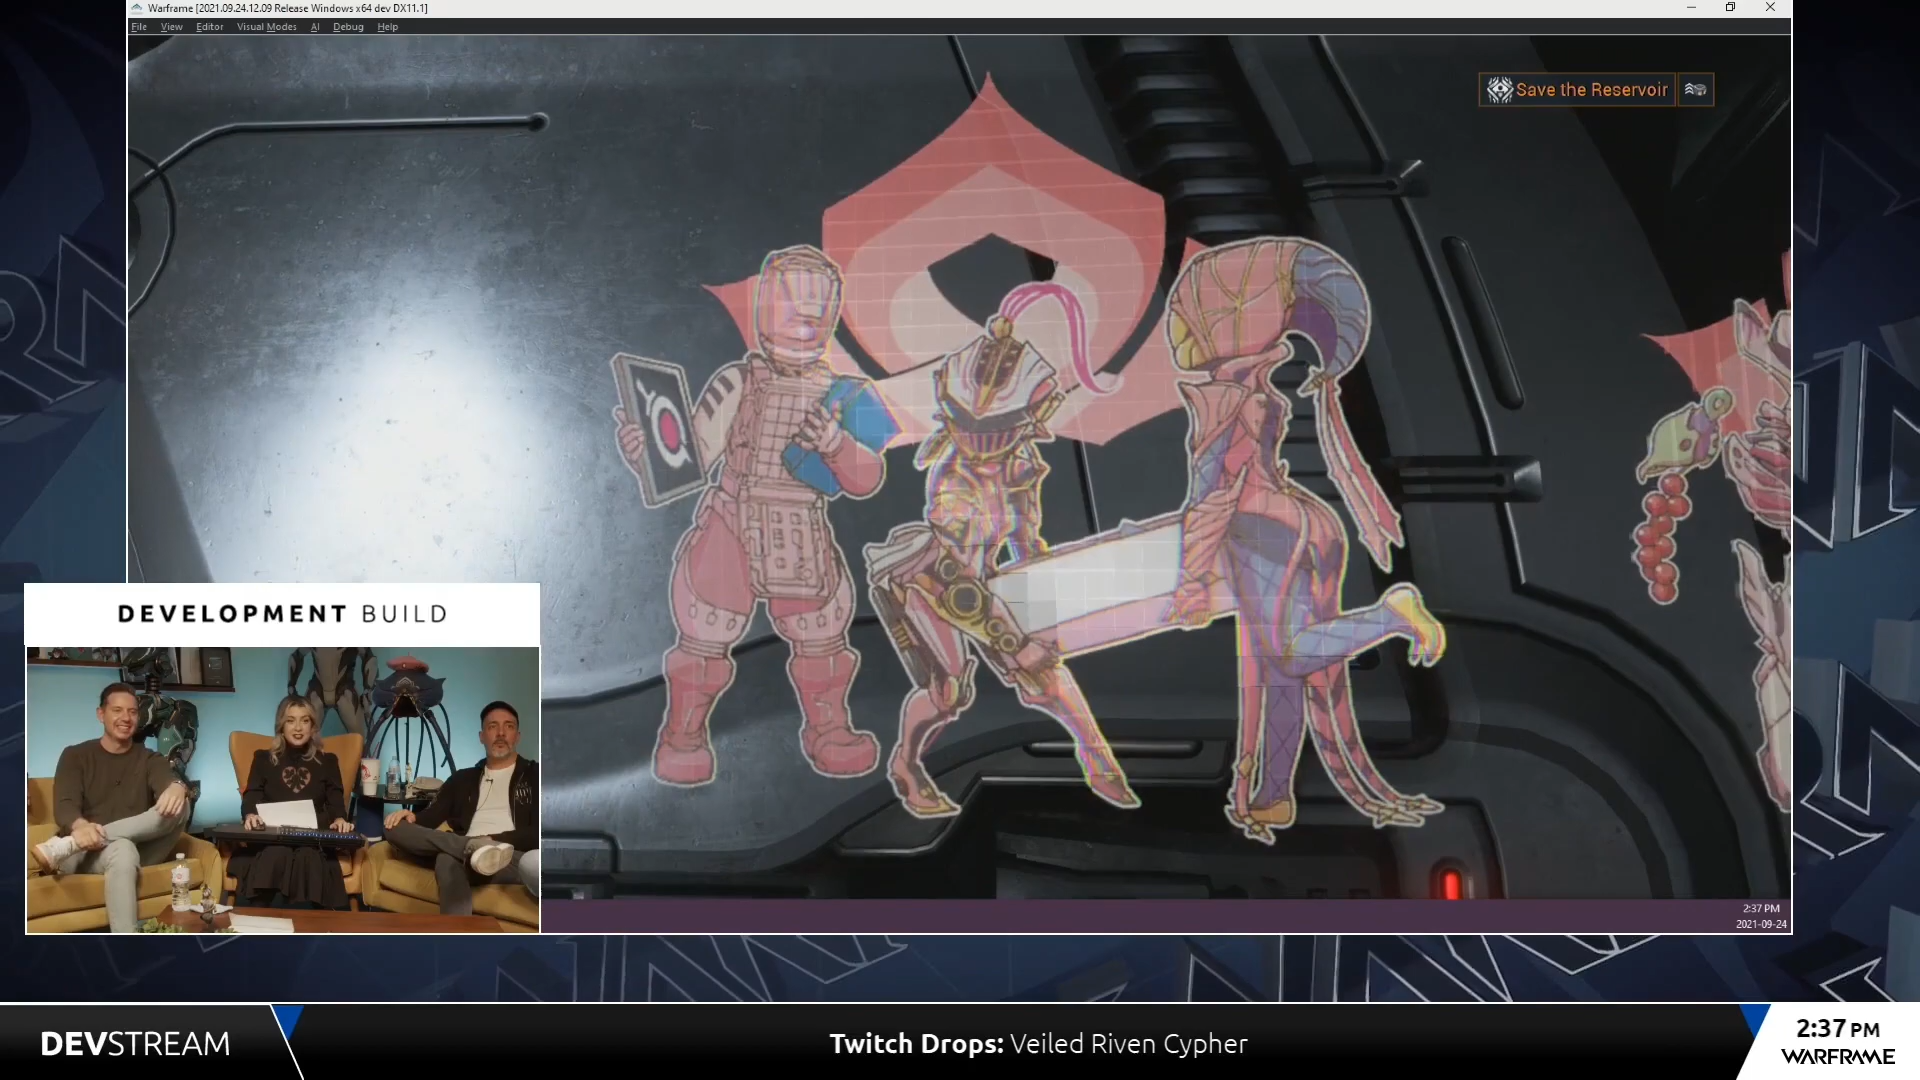 Warframe [2021.09.24.12.09 Release Windows x64 dev DX11.1]
File View Editor Visual Modes AI Debug Help
Save the Reservoir
DEVELOPMENT BUILD
2:37 PM
2021-09-24
DEVSTREAM
Twitch Drops: Veiled Riven Cypher
2:37 PM
WARFRAME